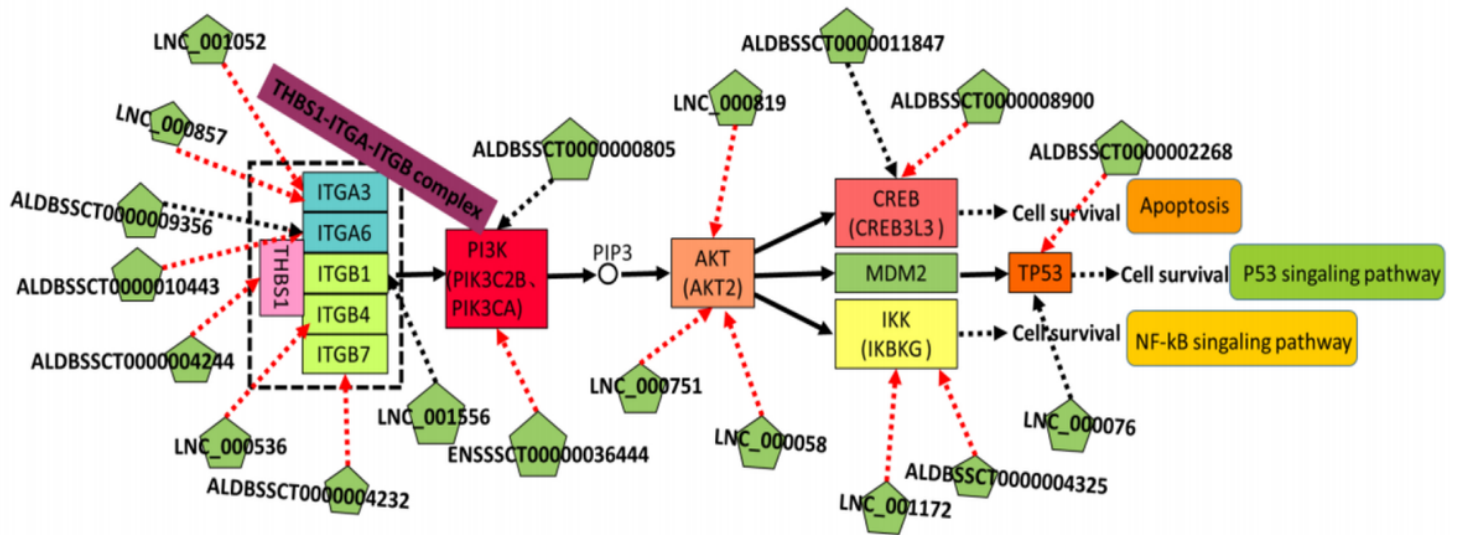 LNC_001052
ALDBSSCT0000011847
THBS1-ITGA-ITGB complex
LNC_000819
ALDBSSCT0000008900
LNC_000857
ALDBSSCT0000000805
ALDBSSCT0000002268
ITGA3
ALDBSSCT0000009356
ITGA6
CREB
(CREB3L3)
Cell survival
Apoptosis
THBS1
ITGB1
PI3K
(PIK3C2B、
PIK3CA)
PIP3
AKT
(AKT2)
MDM2
TP53
Cell survival
P53 singaling pathway
ALDBSSCT0000010443
ITGB4
IKK
(IKBKG)
Cell survival
NF-kB singaling pathway
ALDBSSCT0000004244
ITGB7
LNC_000751
LNC_001556
LNC_000076
LNC_000536
ENSSSCT00000036444
LNC_000058
ALDBSSCT0000004232
ALDBSSCT0000004325
LNC_001172